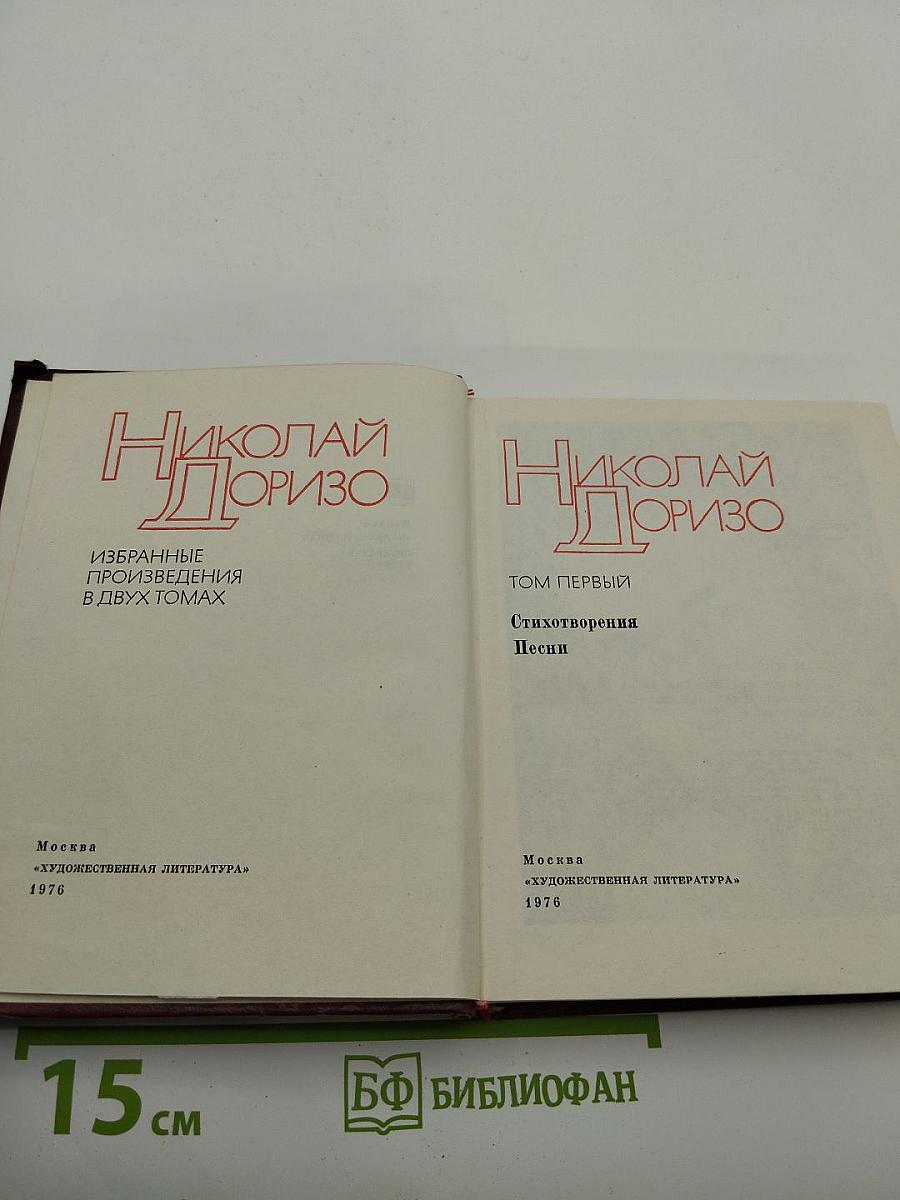 НИКОЛАЙ
ДОРИЗО
ИЗБРАННЫЕ
ПРОИЗВЕДЕНИЯ
В ДВУХ ТОМАХ
Москва
«ХУДОЖЕСТВЕННАЯ ЛИТЕРАТУРА»
1976
НИКОЛАЙ
ДОРИЗО
ТОМ ПЕРВЫЙ
Стихотворения
Песни
Москва
«ХУДОЖЕСТВЕННАЯ ЛИТЕРАТУРА»
1976
15 см
БФ БИБЛИОФАН